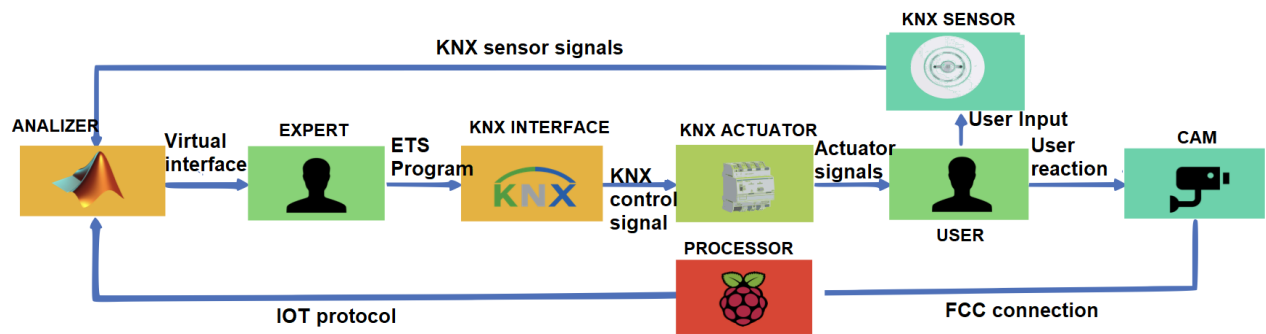 KNX SENSOR
KNX sensor signals
ANALIZER
Virtual
interface
EXPERT
ETS
Program
KNX INTERFACE
KNX
KNX
control
signal
KNX ACTUATOR
Actuator
signals
User Input
USER
User
reaction
CAM
PROCESSOR
IOT protocol
FCC connection